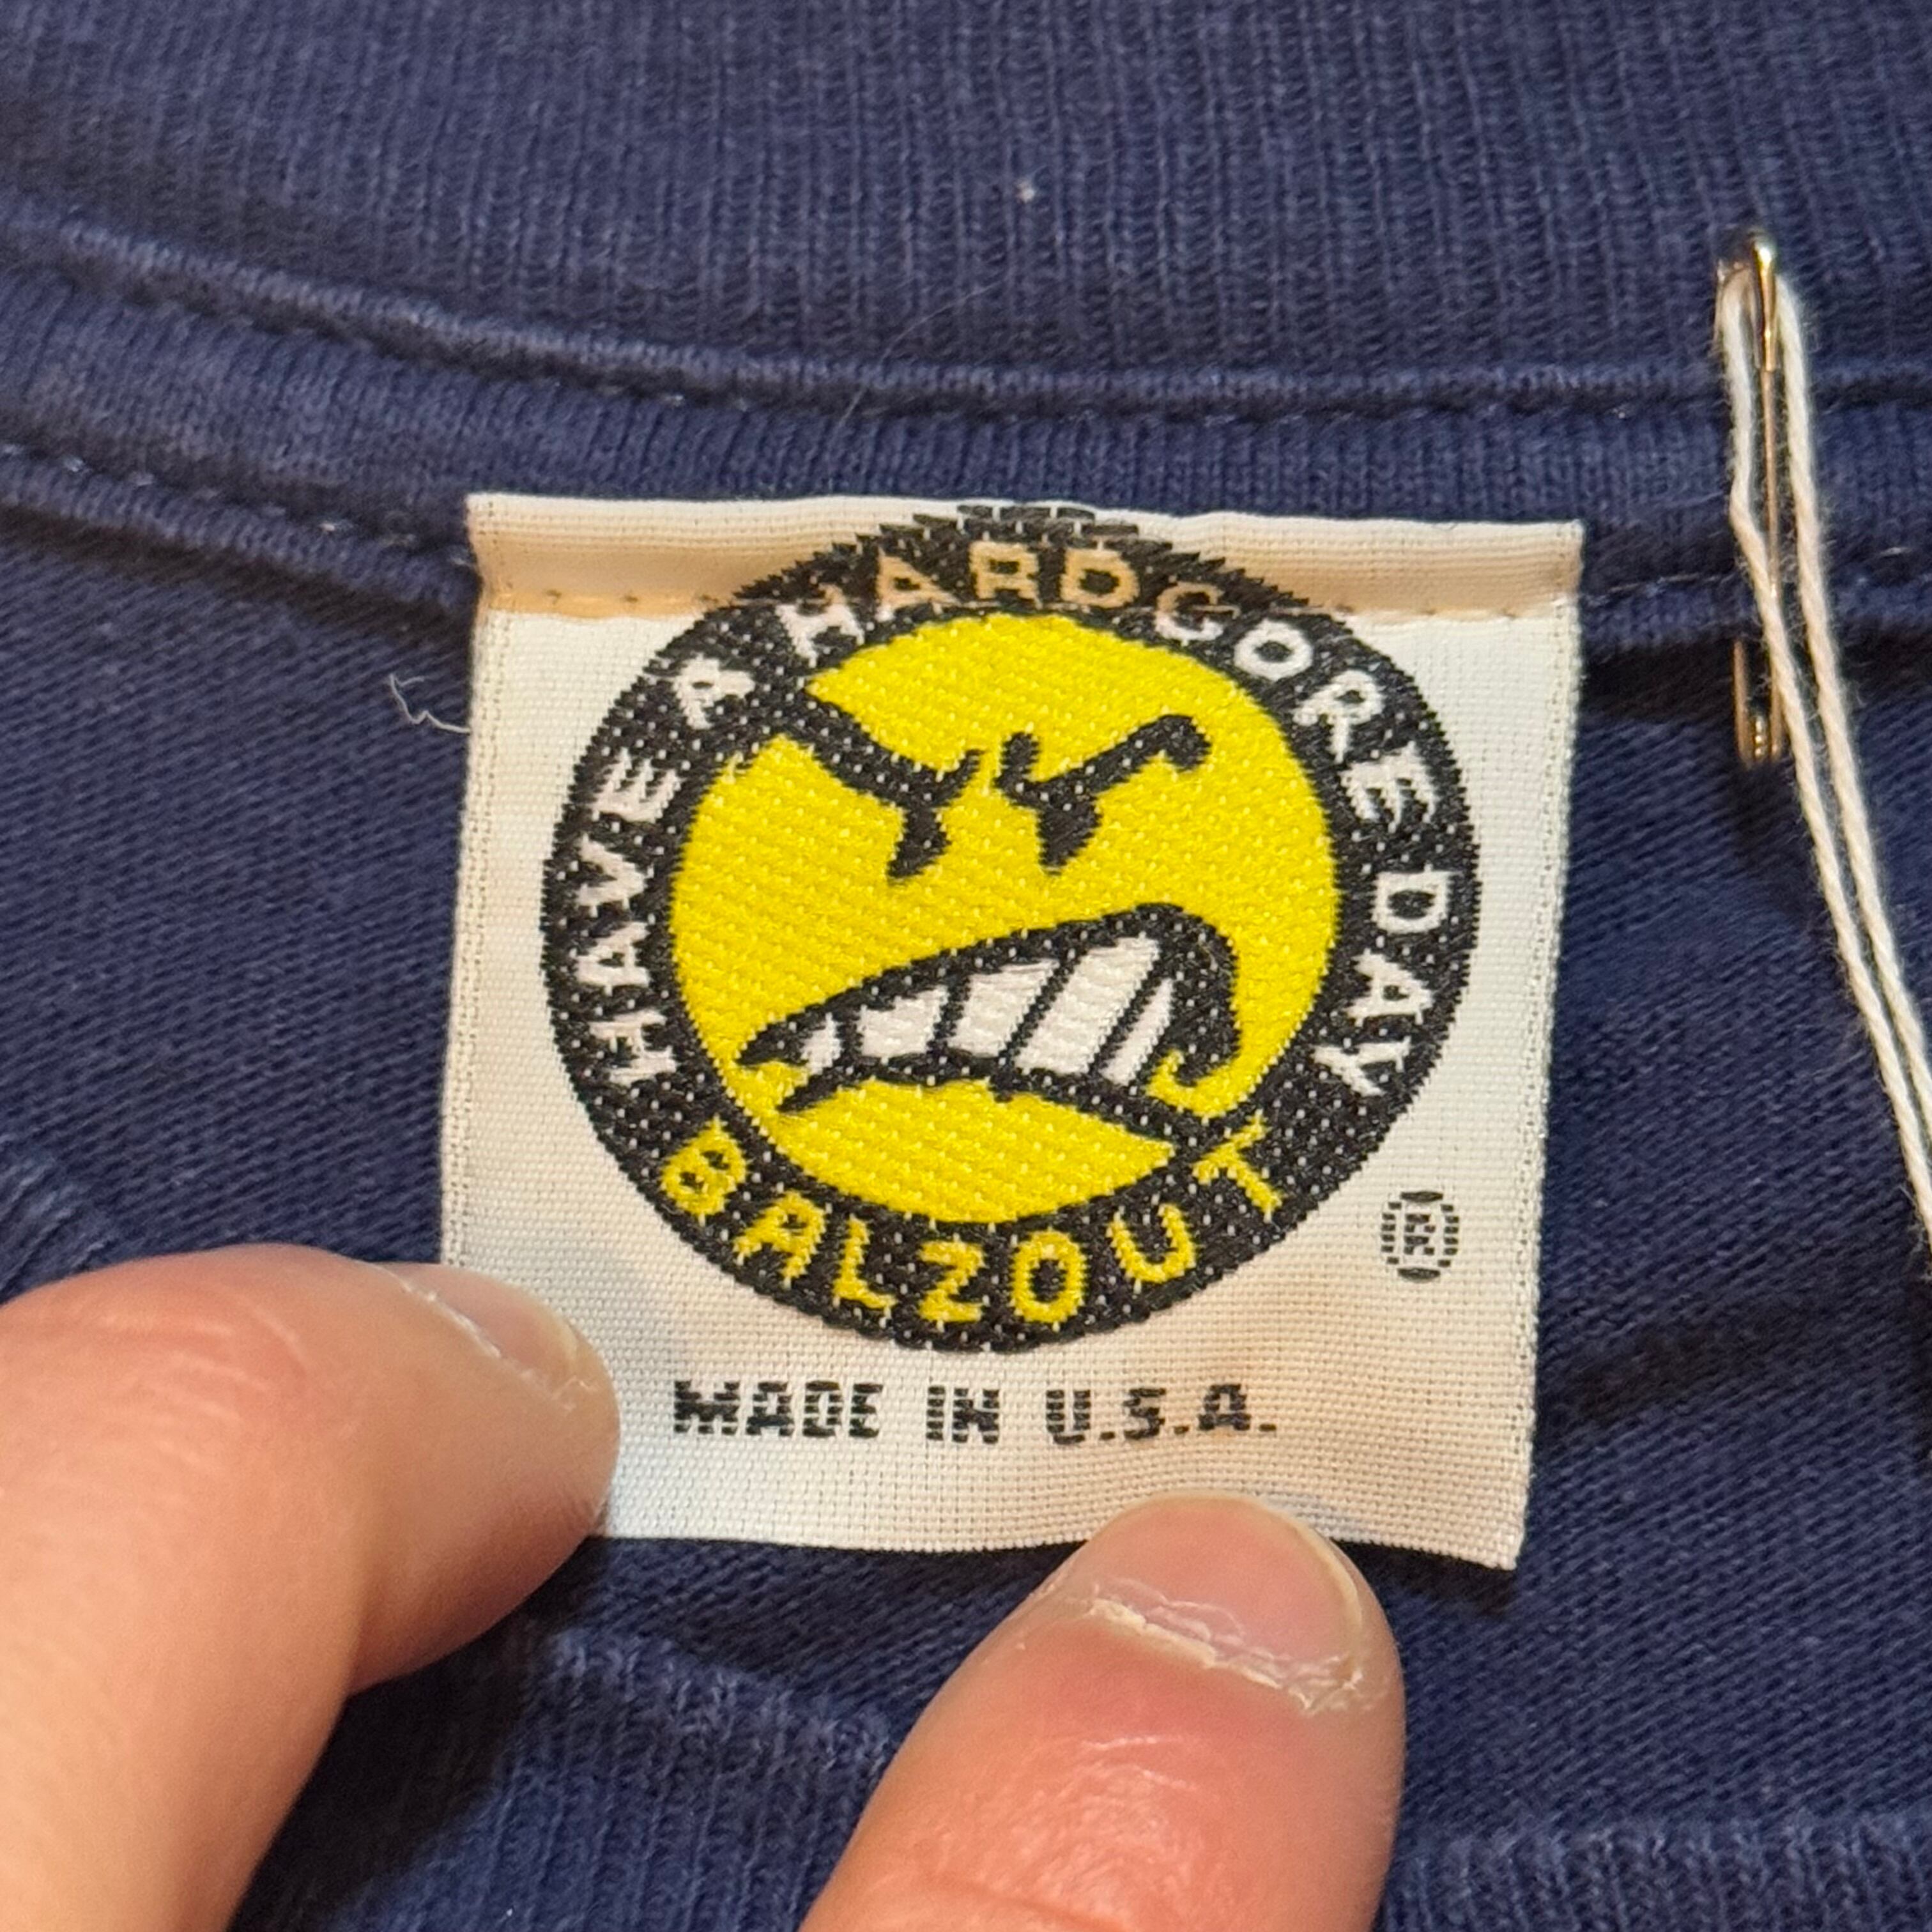 HAVE A HARDCORE DAY
BALZOUT
®
MADE IN U.S.A.